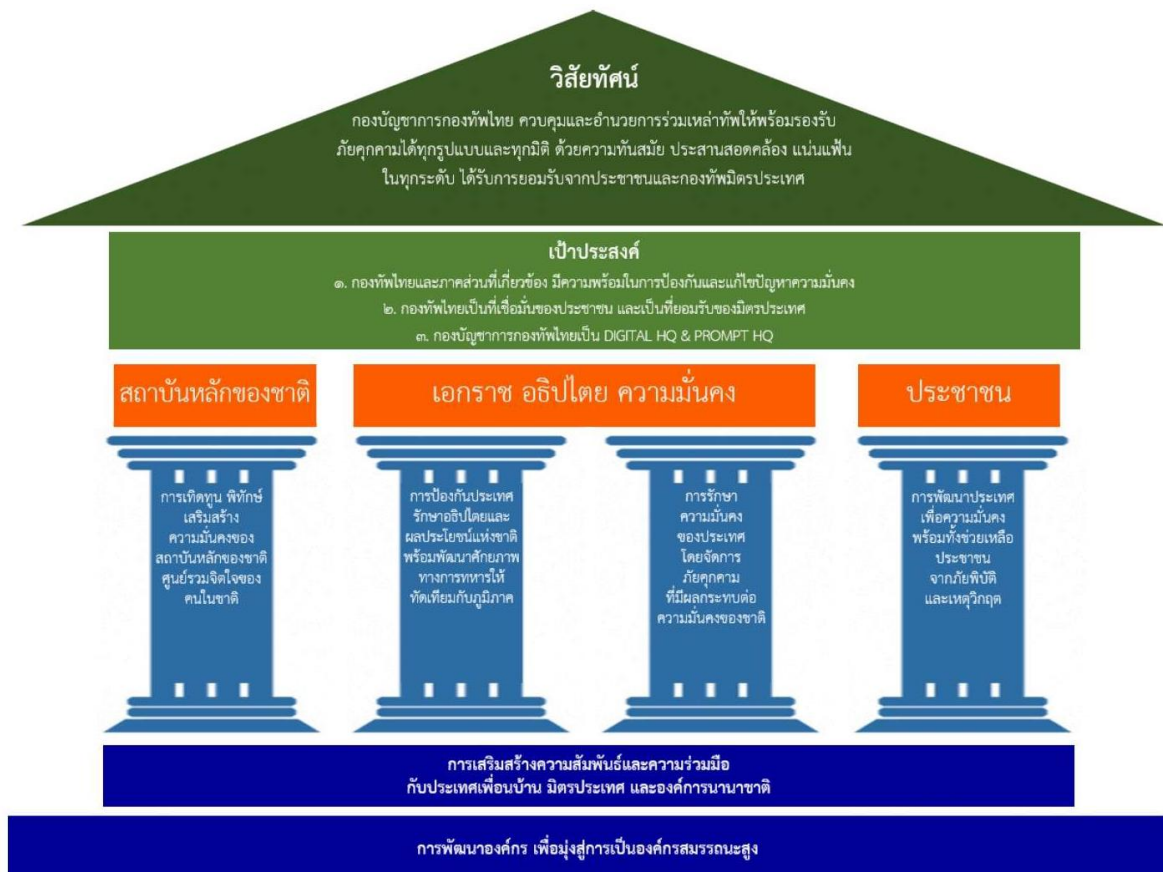 วิสัยทัศน์
กองบัญชาการกองทัพไทย ควบคุมและอำนวยการร่วมเหล่าทัพให้พร้อมรองรับ
ภัยคุกคามได้ทุกรูปแบบและทุกมิติ ด้วยความทันสมัย ประสานสอดคล้อง แน่นแฟ้น
ในทุกระดับ ได้รับการยอมรับจากประชาชนและกองทัพมิตรประเทศ
เป้าประสงค์
๑. กองทัพไทยและภาคส่วนที่เกี่ยวข้อง มีความพร้อมในการป้องกันและแก้ไขปัญหาความมั่นคง
๒. กองทัพไทยเป็นที่เชื่อมั่นของประชาชน และเป็นที่ยอมรับของมิตรประเทศ
๓. กองบัญชาการกองทัพไทยเป็น DIGITAL HQ & PROMPT HQ
สถาบันหลักของชาติ
เอกราช อธิปไตย ความมั่นคง
ประชาชน
การเทิดทูน พิทักษ์
เสริมสร้าง
ความมั่นคงของ
สถาบันหลักของชาติ
ศูนย์รวมจิตใจของ
คนในชาติ
การป้องกันประเทศ
รักษาอธิปไตยและ
ผลประโยชน์แห่งชาติ
พร้อมพัฒนาศักยภาพ
ทางการทหารให้
ทัดเทียมกับภูมิภาค
การรักษา
ความมั่นคง
ของประเทศ
โดยจัดการ
ภัยคุกคาม
ที่มีผลกระทบต่อ
ความมั่นคงของชาติ
การพัฒนาประเทศ
เพื่อความมั่นคง
พร้อมทั้งช่วยเหลือ
ประชาชน
จากภัยพิบัติ
และเหตุวิกฤต
การเสริมสร้างความสัมพันธ์และความร่วมมือ
กับประเทศเพื่อนบ้าน มิตรประเทศ และองค์การนานาชาติ
การพัฒนาองค์กร เพื่อมุ่งสู่การเป็นองค์กรสมรรถนะสูง